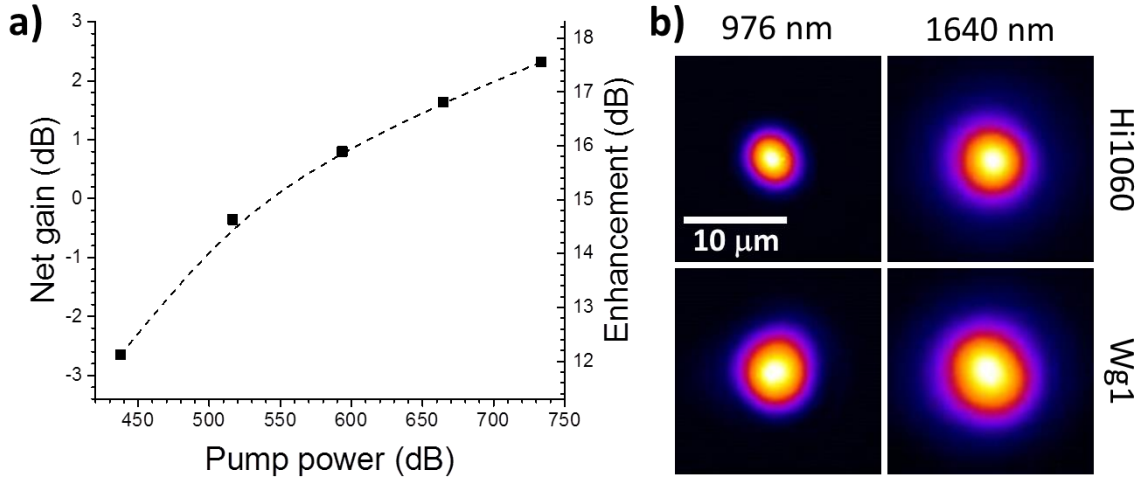 a)
3
2
1
0
-1
-2
-3
Net gain (dB)
18
17
16
15
14
13
12
Enhancement (dB)
450 500 550 600 650 700 750
Pump power (dB)
b)
976 nm 1640 nm
Hi1060
10 μm
Wg1